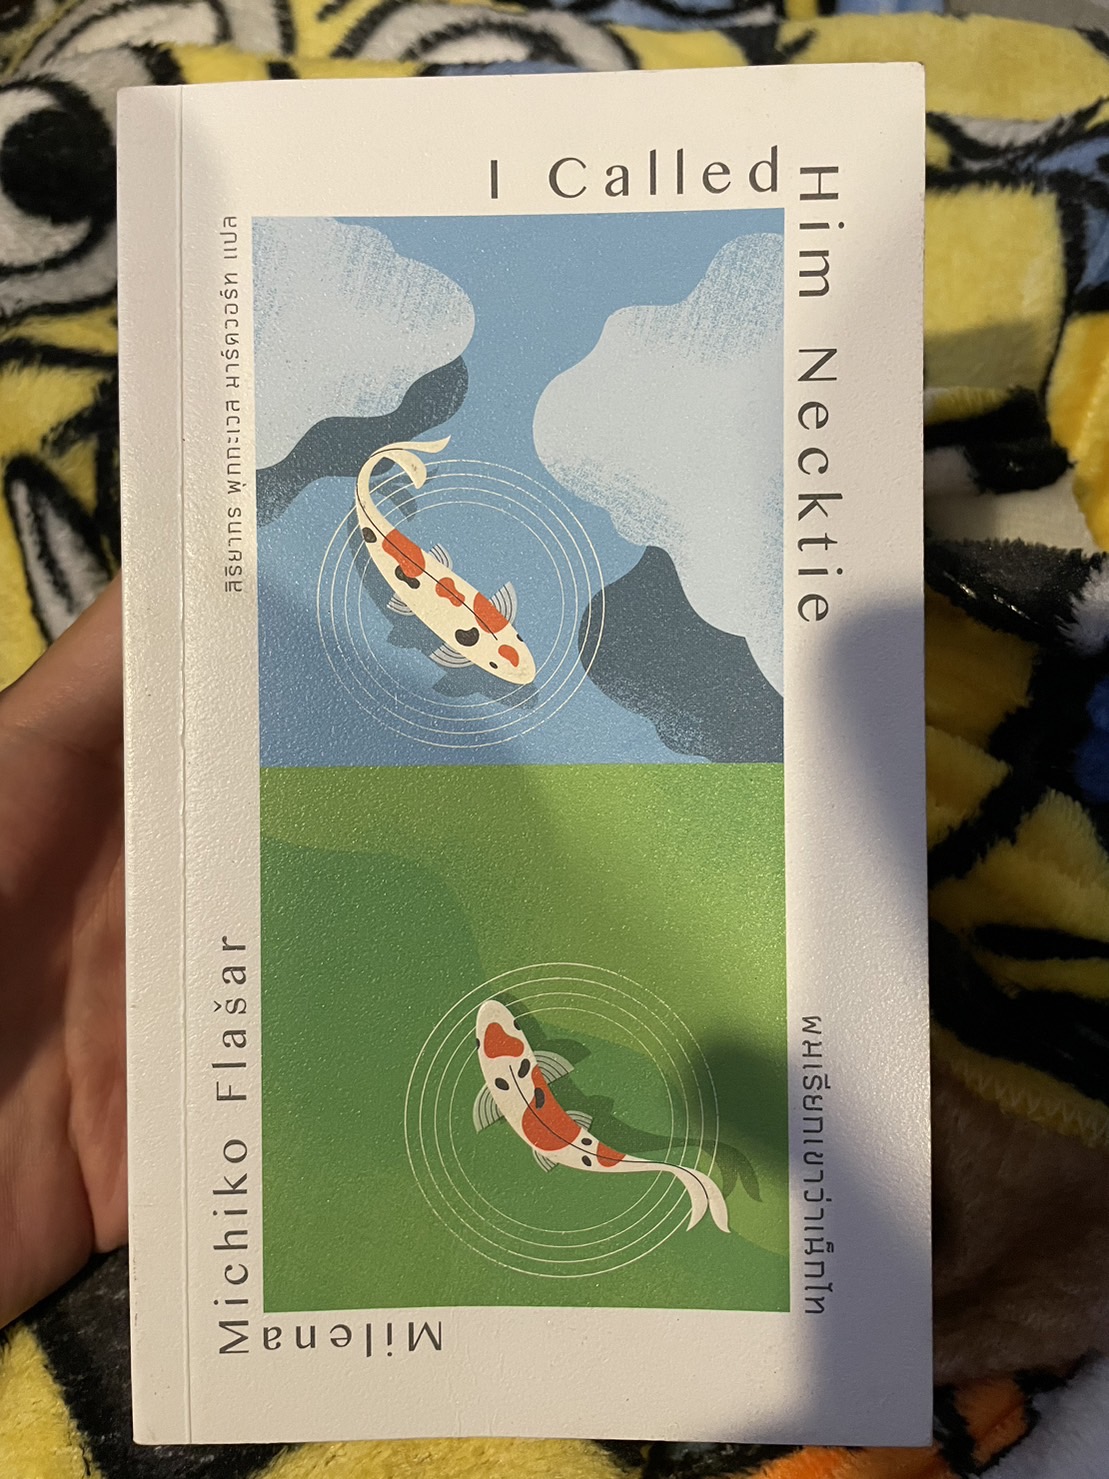 I Called
Him Necktie
ผมเรียกเขาว่าเน็กไท
Milena
Michiko Flašar
สิริยากร พุกกะเวส มาร์ควอร์ท แปล